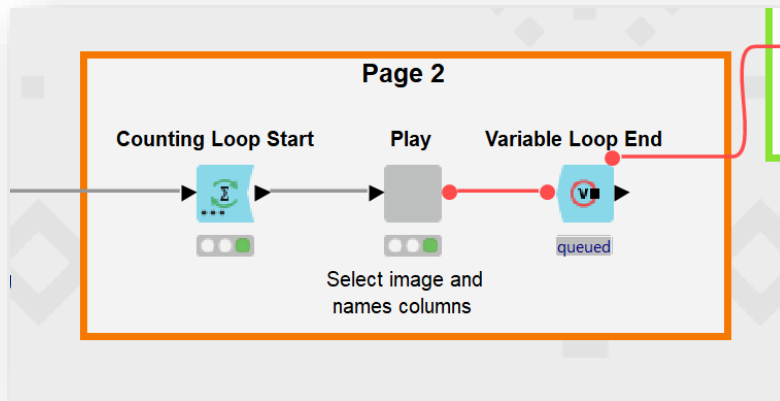 Page 2
Counting Loop Start
Play
Variable Loop End
Σ
V
queued
Select image and
names columns